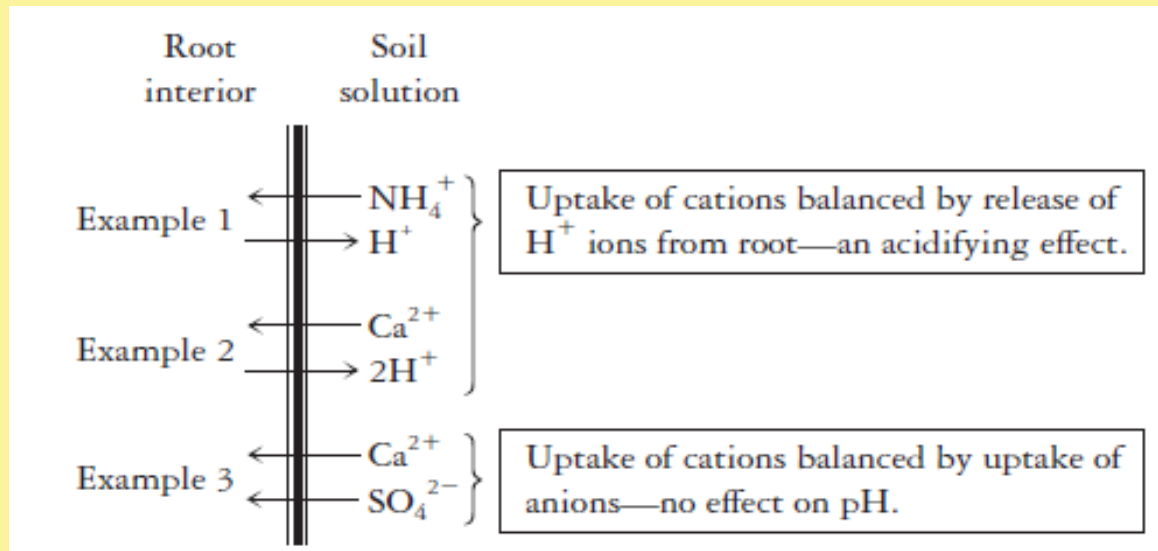 Root interior
Soil solution
Example 1
NH₄⁺
H⁺
Uptake of cations balanced by release of
H⁺ ions from root—an acidifying effect.
Example 2
Ca²⁺
2H⁺
Example 3
Ca²⁺
SO₄²⁻
Uptake of cations balanced by uptake of
anions—no effect on pH.